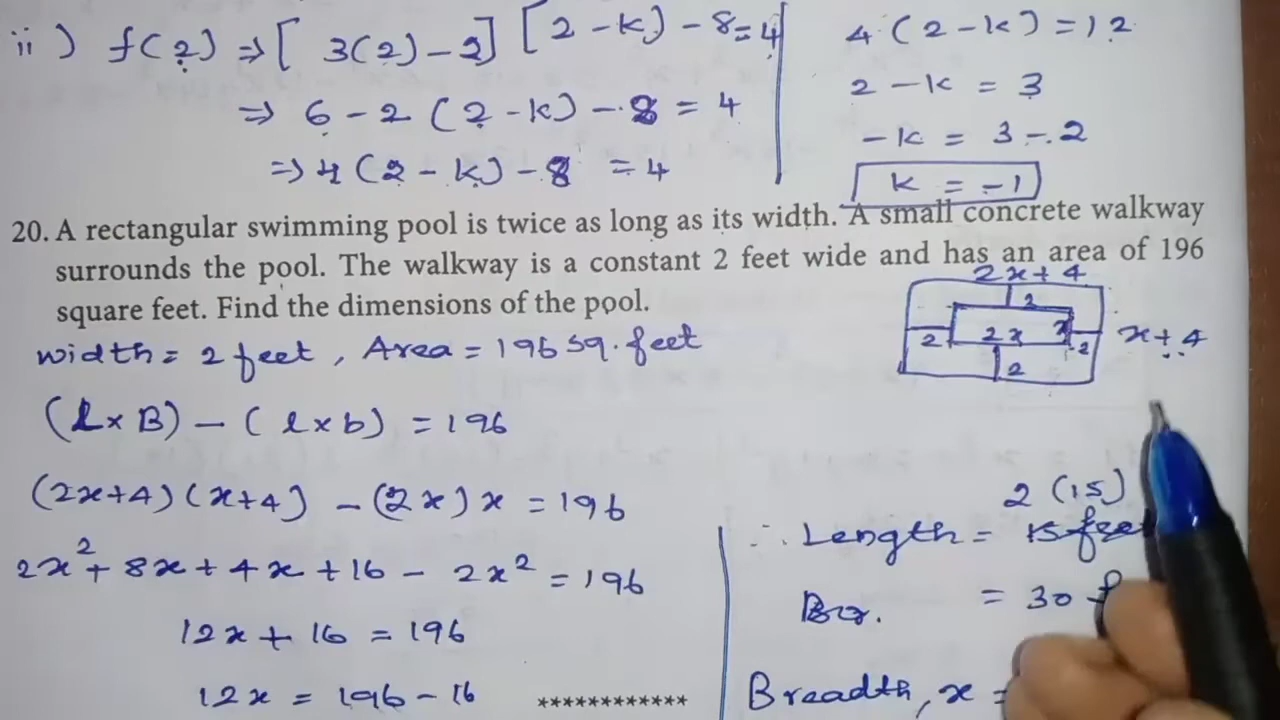 ii) f(2) ⇒ [ 3(2) - 2] [2 - k) - 8 = 4
⇒ 6 - 2 (2 - k) - 8 = 4
⇒ 4 (2 - k) - 8 = 4
4 (2 - k) = 12
2 - k = 3
- k = 3 - 2
k = -1
20. A rectangular swimming pool is twice as long as its width. A small concrete walkway
surrounds the pool. The walkway is a constant 2 feet wide and has an area of 196
square feet. Find the dimensions of the pool.
2x + 4
2
2 2x x 2
x + 4
2
width = 2 feet, Area = 196 sq. feet
(L x B) - (l x b) = 196
(2x+4) (x+4) - (2x) x = 196
2x² + 8x + 4x + 16 - 2x² = 196
12x + 16 = 196
12x = 196 - 16
************
2 (15)
∴ Length = 15 feet
= 30 f
Br.
Breadth, x =